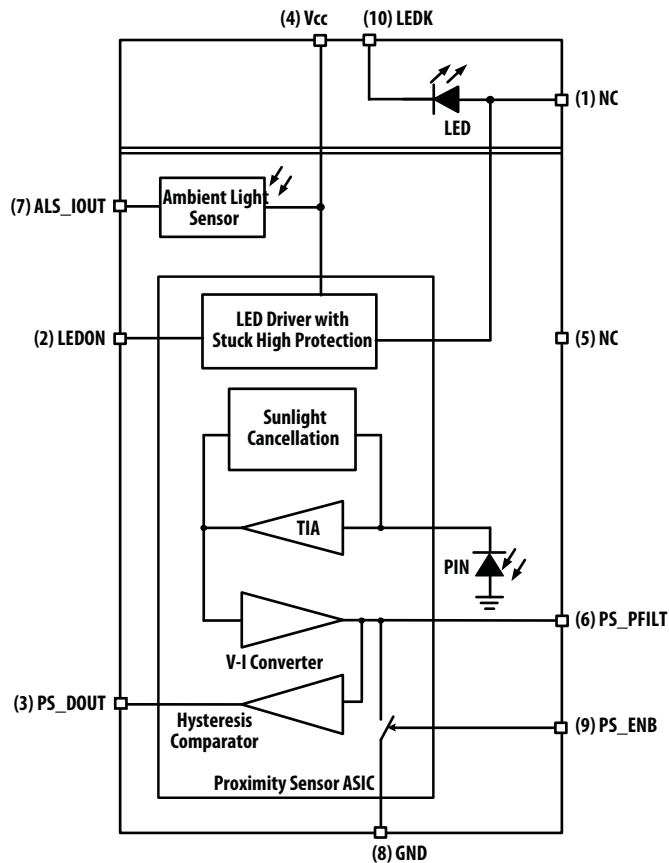 (4) Vcc
(10) LEDK
(1) NC
LED
(7) ALS_IOUT
Ambient Light
Sensor
(2) LEDON
LED Driver with
Stuck High Protection
(5) NC
Sunlight
Cancellation
TIA
PIN
(6) PS_PFILT
V-I Converter
(3) PS_DOUT
Hysteresis
Comparator
(9) PS_ENB
Proximity Sensor ASIC
(8) GND